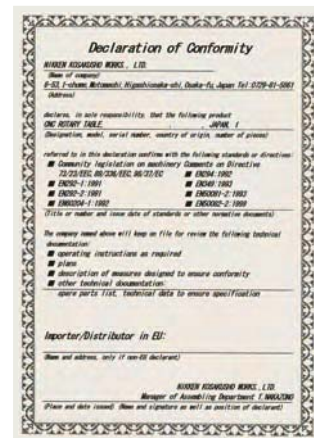 Declaration of Conformity
NIKKEN KOSAKUSHO WORKS., LTD.
(Name of company)
5-63, 1-chome, Motomachi, Higashiosaka-shi, Osaka-fu, Japan Tel:0729-81-5861
(Address)
declares, in sole responsibility, that the following product
CNC ROTARY TABLE, , JAPAN, 1
(Designation, model, serial number, country of origin, number of pieces)
referred to in this declaration confirms with the following standards or directions:
■ Community legislation on machinery Comments on Directive
73/23/EEC, 89/336/EEC, 98/37/EC ■ EN294:1992
■ EN292-1:1991 ■ EN349:1993
■ EN292-2:1991 ■ EN50081-2:1993
■ EN60204-1:1992 ■
(Title or number and issue date of standards or other normative documents)
The company named above will keep on file for review the following technical
documentation:
■ operating instructions as required
■ plans
■ description of measures designed to ensure conformity
■ other technical documentation:
spare parts list, technical data to ensure specification
Importer/Distributor in EU:
(Name and address, only if non-EU declarant)
NIKKEN KOSAKUSHO WORKS., LTD.
Manager of Assembling Department T.NAKAZONO
(Place and date issued) (Name and signature as well as position of declarant)